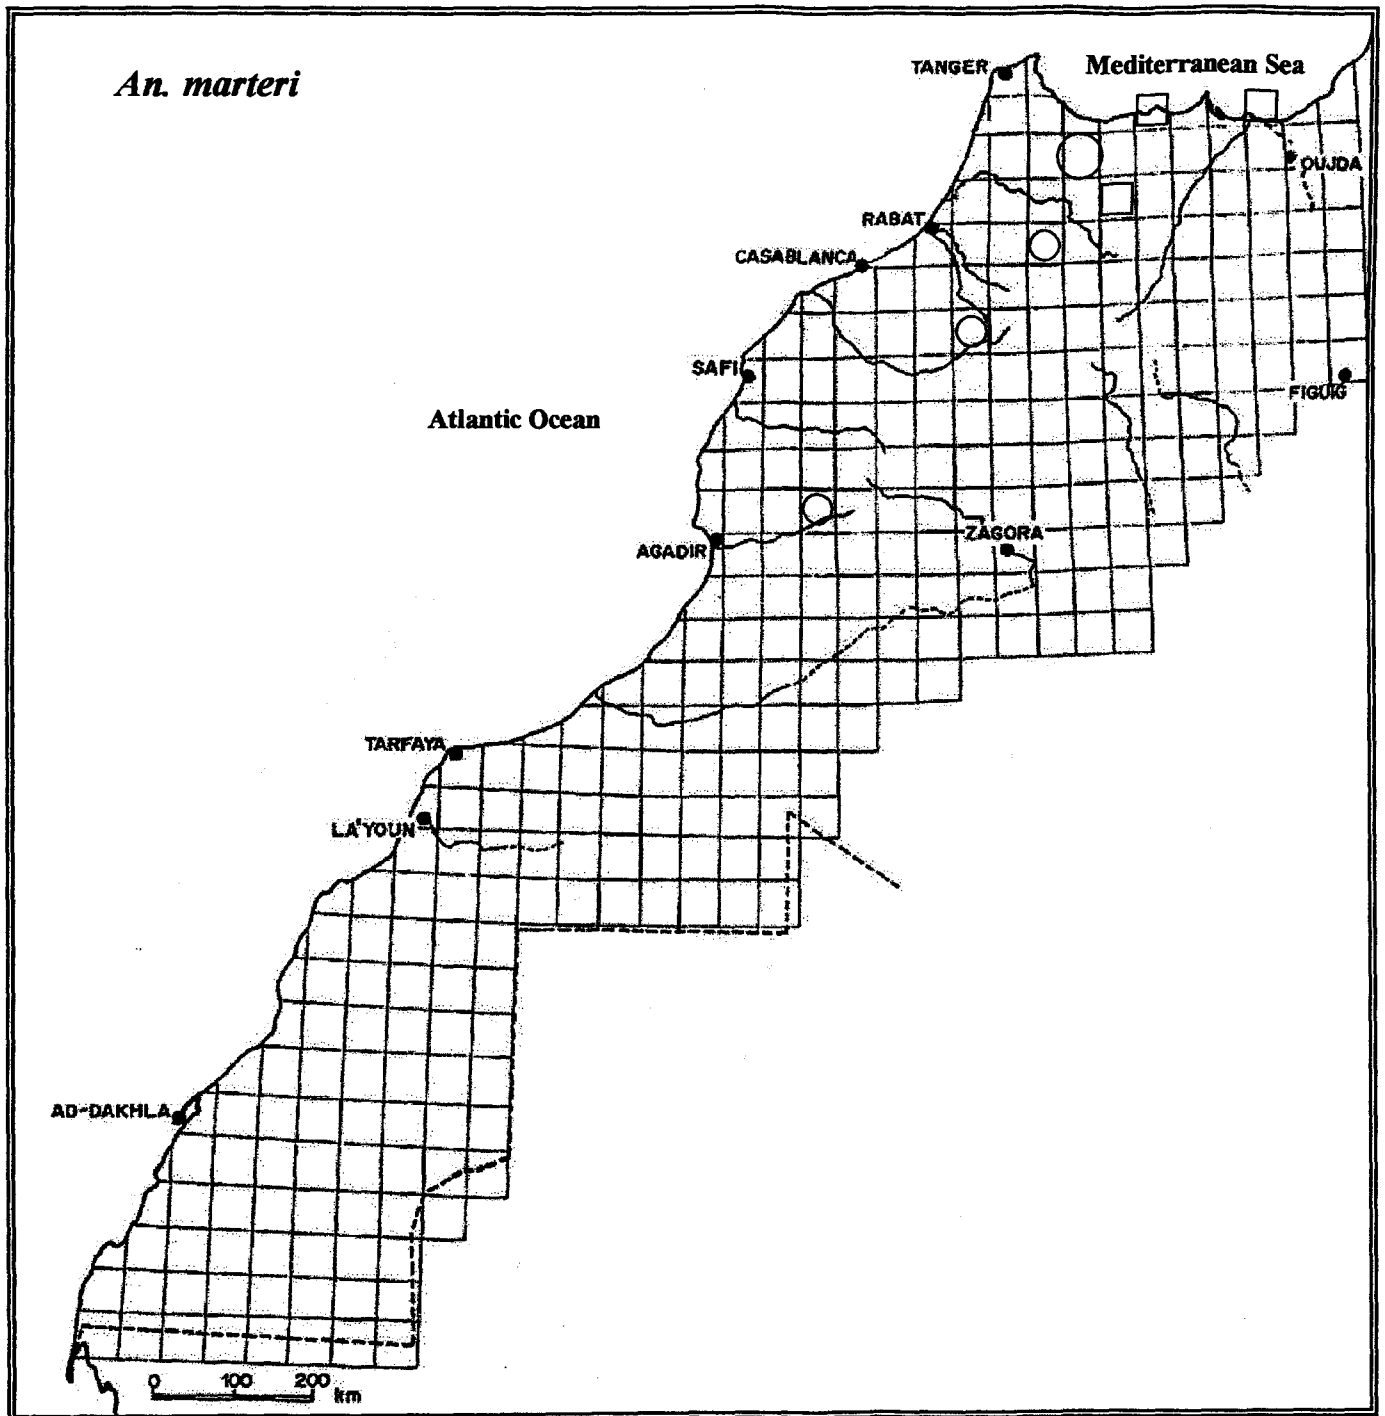 An. marteri
TANGER
Mediterranean Sea
OUJDA
RABAT
CASABLANCA
SAFI
FIGUIG
Atlantic Ocean
ZAGORA
AGADIR
TARFAYA
LA'YOUN
AD-DAKHLA
0 100 200 km